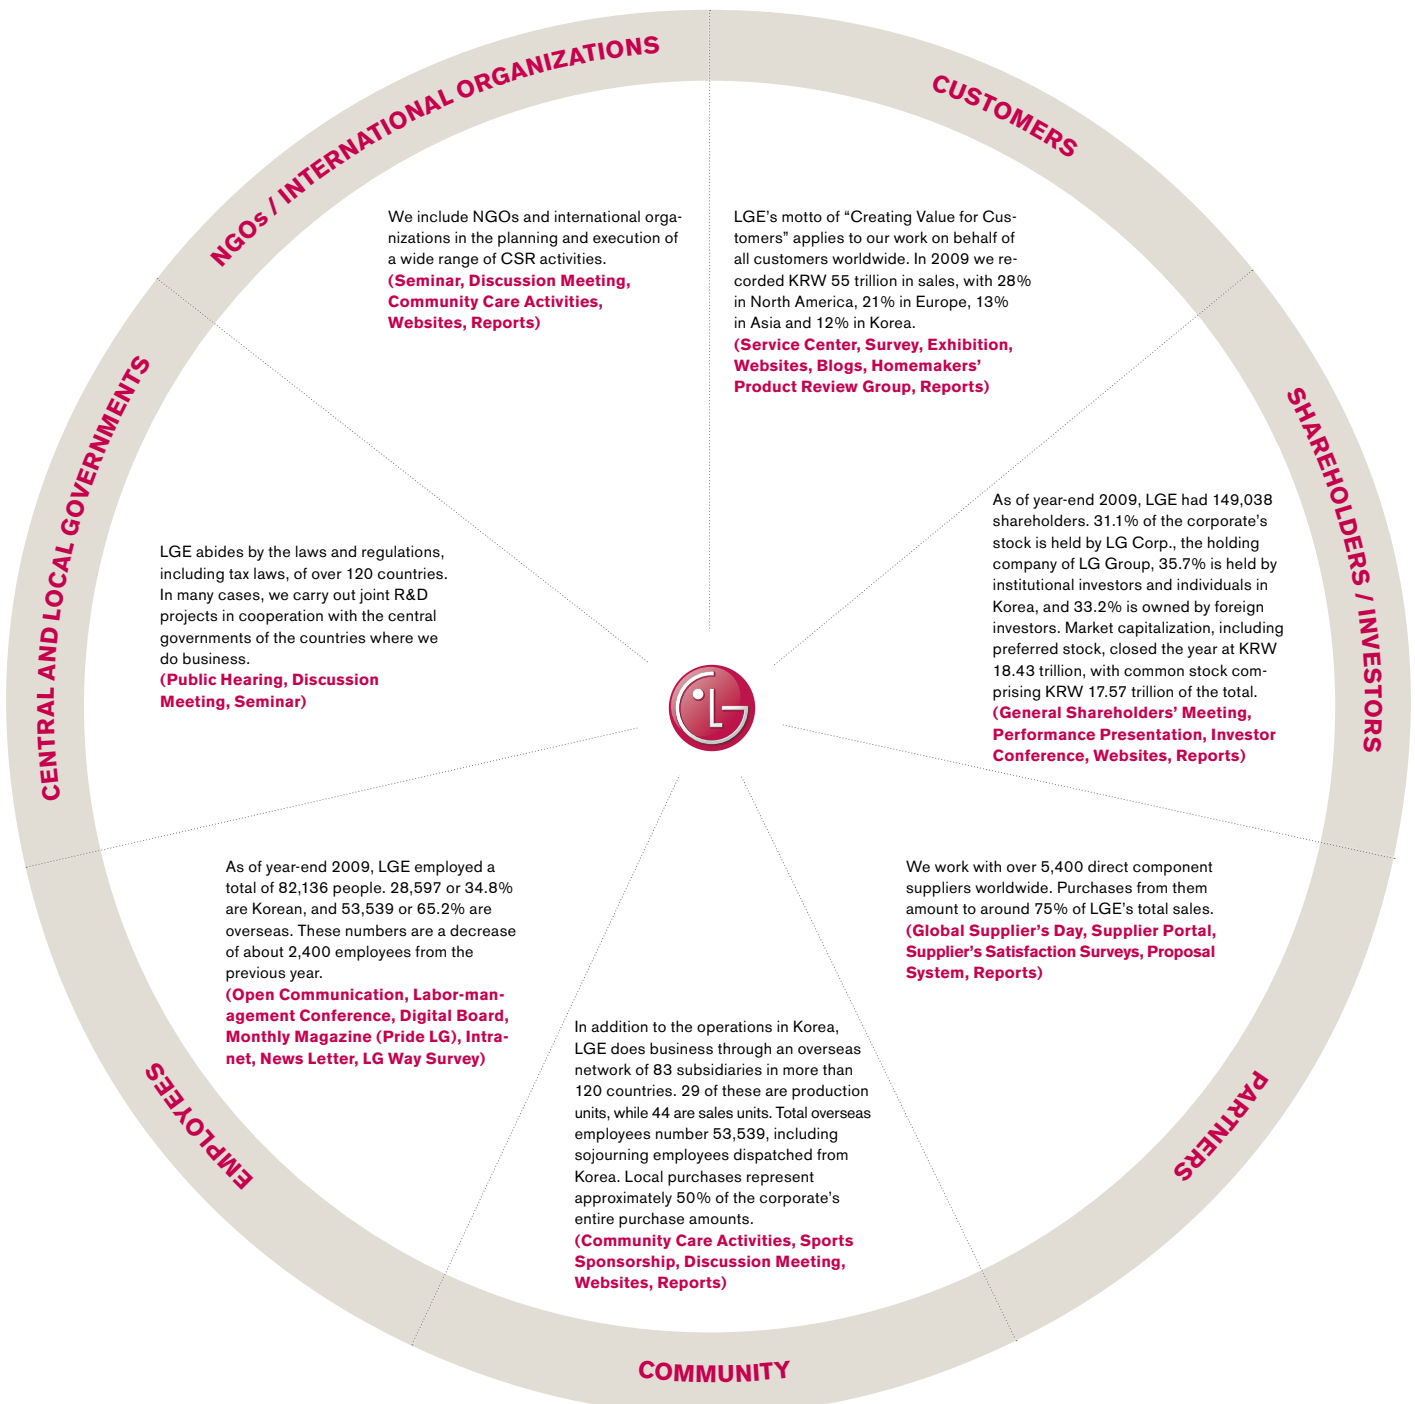 NGOs / INTERNATIONAL ORGANIZATIONS
We include NGOs and international orga-
nizations in the planning and execution of
a wide range of CSR activities.
(Seminar, Discussion Meeting,
Community Care Activities,
Websites, Reports)
CUSTOMERS
LGE's motto of “Creating Value for Cus-
tomers” applies to our work on behalf of
all customers worldwide. In 2009 we re-
corded KRW 55 trillion in sales, with 28%
in North America, 21% in Europe, 13%
in Asia and 12% in Korea.
(Service Center, Survey, Exhibition,
Websites, Blogs, Homemakers’
Product Review Group, Reports)
SHAREHOLDERS / INVESTORS
As of year-end 2009, LGE had 149,038
shareholders. 31.1% of the corporate’s
stock is held by LG Corp., the holding
company of LG Group, 35.7% is held by
institutional investors and individuals in
Korea, and 33.2% is owned by foreign
investors. Market capitalization, including
preferred stock, closed the year at KRW
18.43 trillion, with common stock com-
prising KRW 17.57 trillion of the total.
(General Shareholders’ Meeting,
Performance Presentation, Investor
Conference, Websites, Reports)
CENTRAL AND LOCAL GOVERNMENTS
LGE abides by the laws and regulations,
including tax laws, of over 120 countries.
In many cases, we carry out joint R&D
projects in cooperation with the central
governments of the countries where we
do business.
(Public Hearing, Discussion
Meeting, Seminar)
LG
EMPLOYEES
As of year-end 2009, LGE employed a
total of 82,136 people. 28,597 or 34.8%
are Korean, and 53,539 or 65.2% are
overseas. These numbers are a decrease
of about 2,400 employees from the
previous year.
(Open Communication, Labor-man-
agement Conference, Digital Board,
Monthly Magazine (Pride LG), Intra-
net, News Letter, LG Way Survey)
PARTNERS
We work with over 5,400 direct component
suppliers worldwide. Purchases from them
amount to around 75% of LGE’s total sales.
(Global Supplier’s Day, Supplier Portal,
Supplier’s Satisfaction Surveys, Proposal
System, Reports)
In addition to the operations in Korea,
LGE does business through an overseas
network of 83 subsidiaries in more than
120 countries. 29 of these are production
units, while 44 are sales units. Total overseas
employees number 53,539, including
sojourning employees dispatched from
Korea. Local purchases represent
approximately 50% of the corporate’s
entire purchase amounts.
(Community Care Activities, Sports
Sponsorship, Discussion Meeting,
Websites, Reports)
COMMUNITY